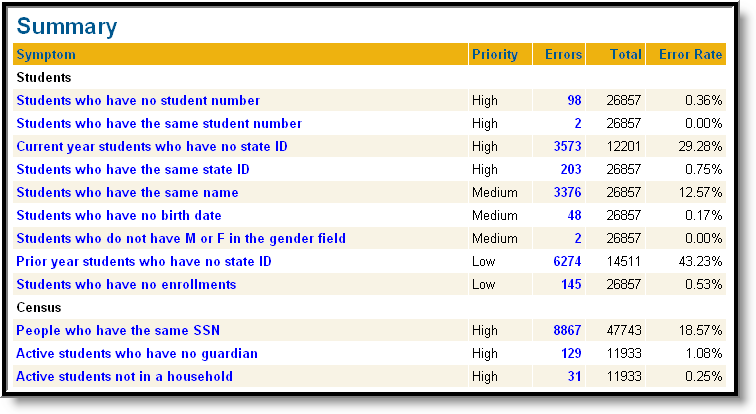 Summary
Symptom Priority Errors Total Error Rate
Students
Students who have no student number High 98 26857 0.36%
Students who have the same student number High 2 26857 0.00%
Current year students who have no state ID High 3573 12201 29.28%
Students who have the same state ID High 203 26857 0.75%
Students who have the same name Medium 3376 26857 12.57%
Students who have no birth date Medium 48 26857 0.17%
Students who do not have M or F in the gender field Medium 2 26857 0.00%
Prior year students who have no state ID Low 6274 14511 43.23%
Students who have no enrollments Low 145 26857 0.53%
Census
People who have the same SSN High 8867 47743 18.57%
Active students who have no guardian High 129 11933 1.08%
Active students not in a household High 31 11933 0.25%